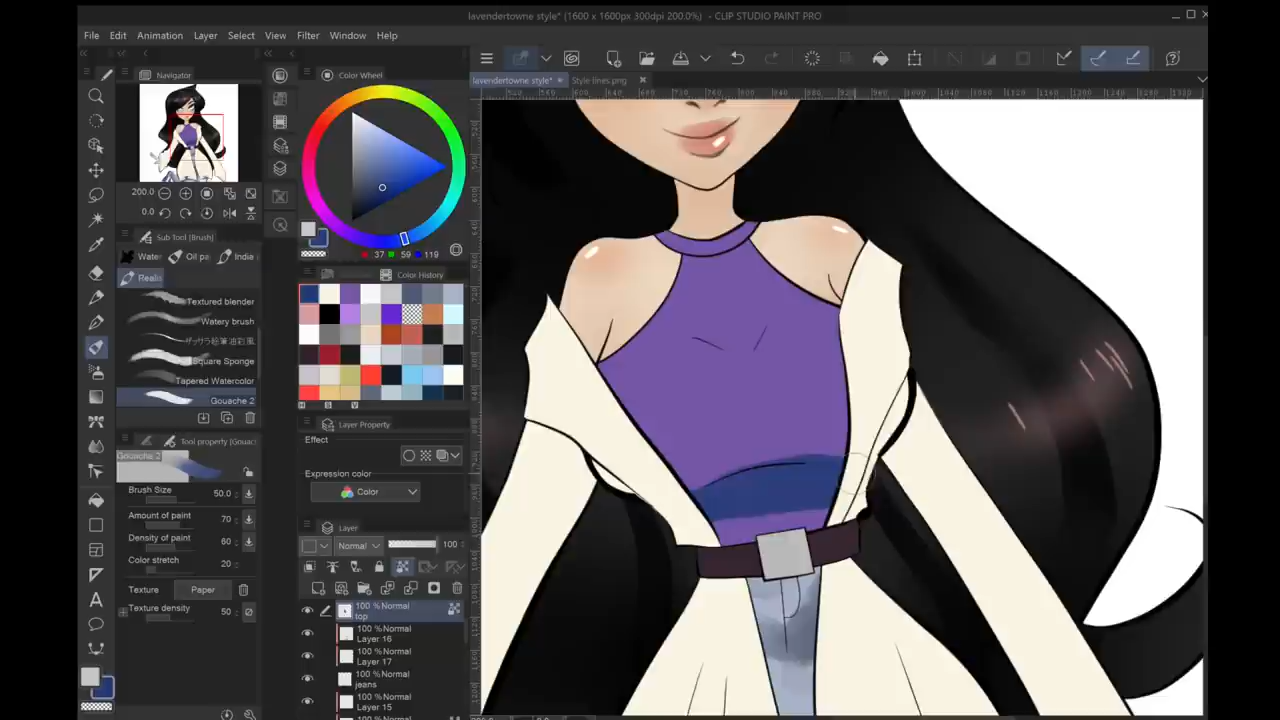 lavendertowne style* (1600 x 1600px 300dpi 200.0%) - CLIP STUDIO PAINT PRO
File Edit Animation Layer Select View Filter Window Help
Navigator
Color Wheel
lavendertowne style*
Style lines.png
200.0
0.0
Sub Tool (Brush)
Water
Oil pa
India
Realis
37 59 119
Color History
Textured blender
Watery brush
Square Sponge
Tapered Watercolor
Gouache 2
Layer Property
Effect
Expression color
Color
Tool property (Gouac
Gouache 2
Brush Size 50.0
Amount of paint 70
Density of paint 60
Color stretch 20
Texture Paper
Texture density 50
Layer
Normal 100
100 % Normal
top
100 % Normal
Layer 16
100 % Normal
Layer 17
100 % Normal
jeans
100 % Normal
Layer 15
100 % Normal